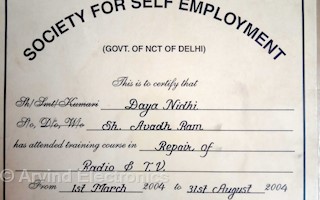 SOCIETY FOR SELF EMPLOYMENT
(GOVT. OF NCT OF DELHI)
This is to certify that
Sh/Smt/Kumari Daya Nidhi
S/o, D/o, W/o Sh. Avadh Ram
has attended training course in Repair of
Radio & T.V.
From 1st March 2004 to 31st August 2004
© Arvind Electronics